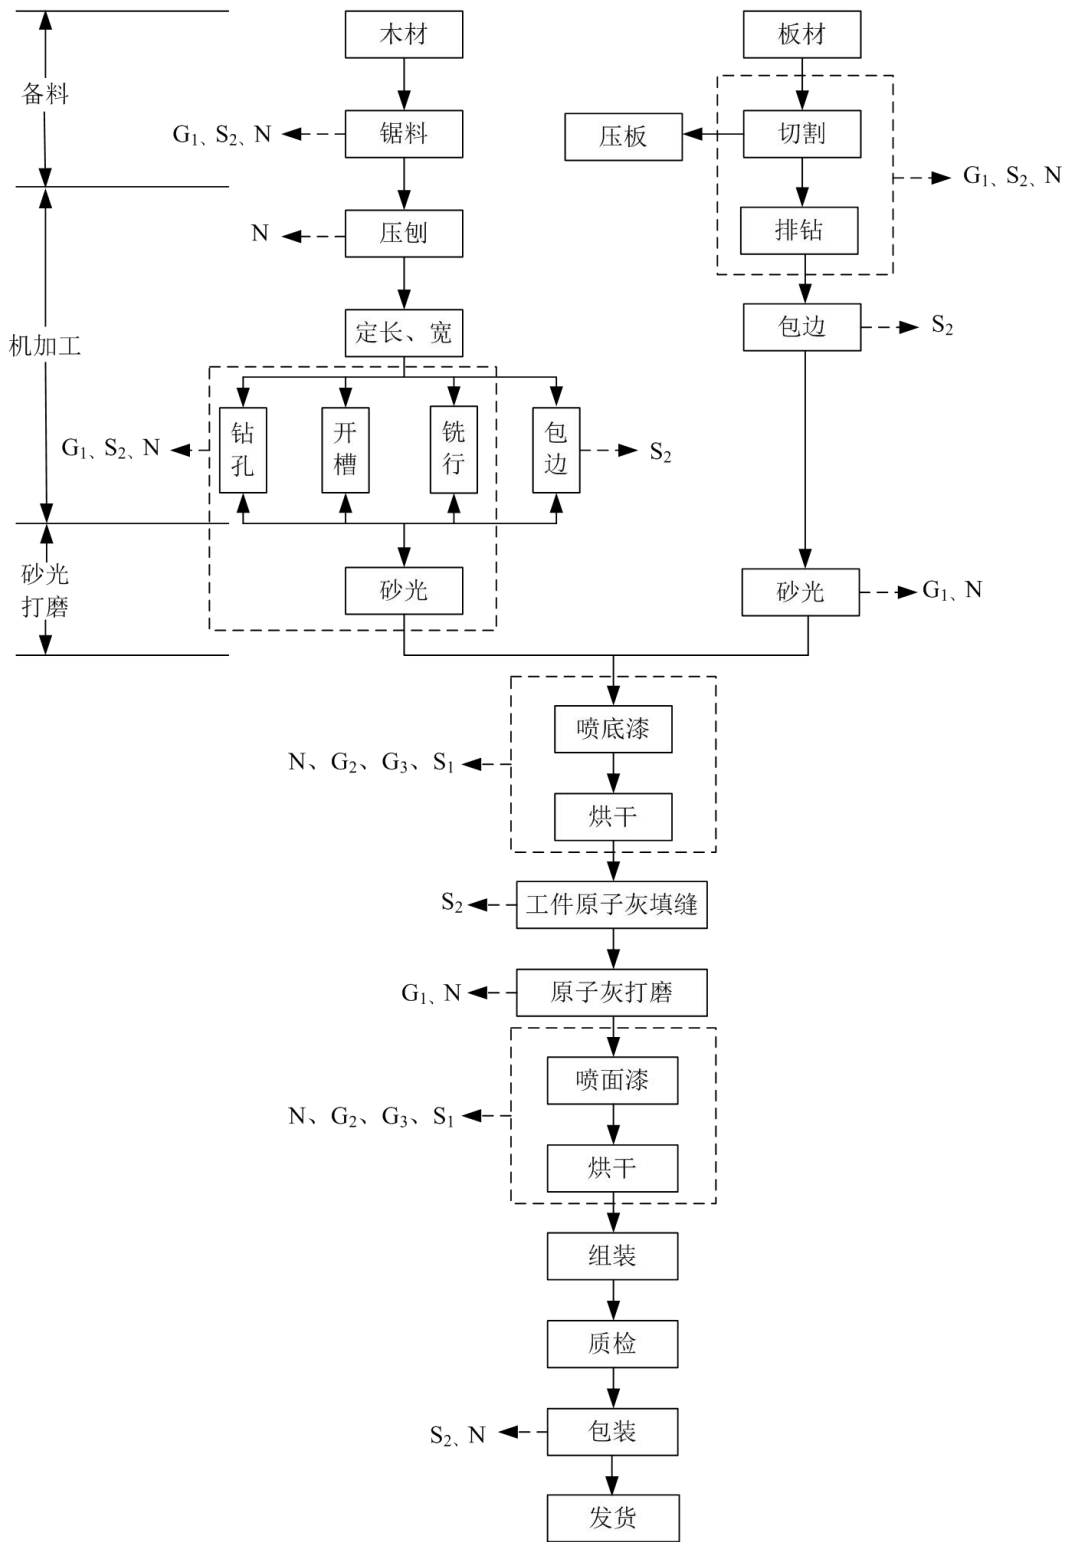 木材
板材
备料
G₁、S₂、N
锯料
压板
切割
G₁、S₂、N
排钻
N
压刨
机加工
定长、宽
包边
S₂
G₁、S₂、N
钻孔
开槽
铣行
包边
S₂
砂光
打磨
砂光
砂光
G₁、N
喷底漆
N、G₂、G₃、S₁
烘干
S₂
工件原子灰填缝
G₁、N
原子灰打磨
喷面漆
N、G₂、G₃、S₁
烘干
组装
质检
S₂、N
包装
发货